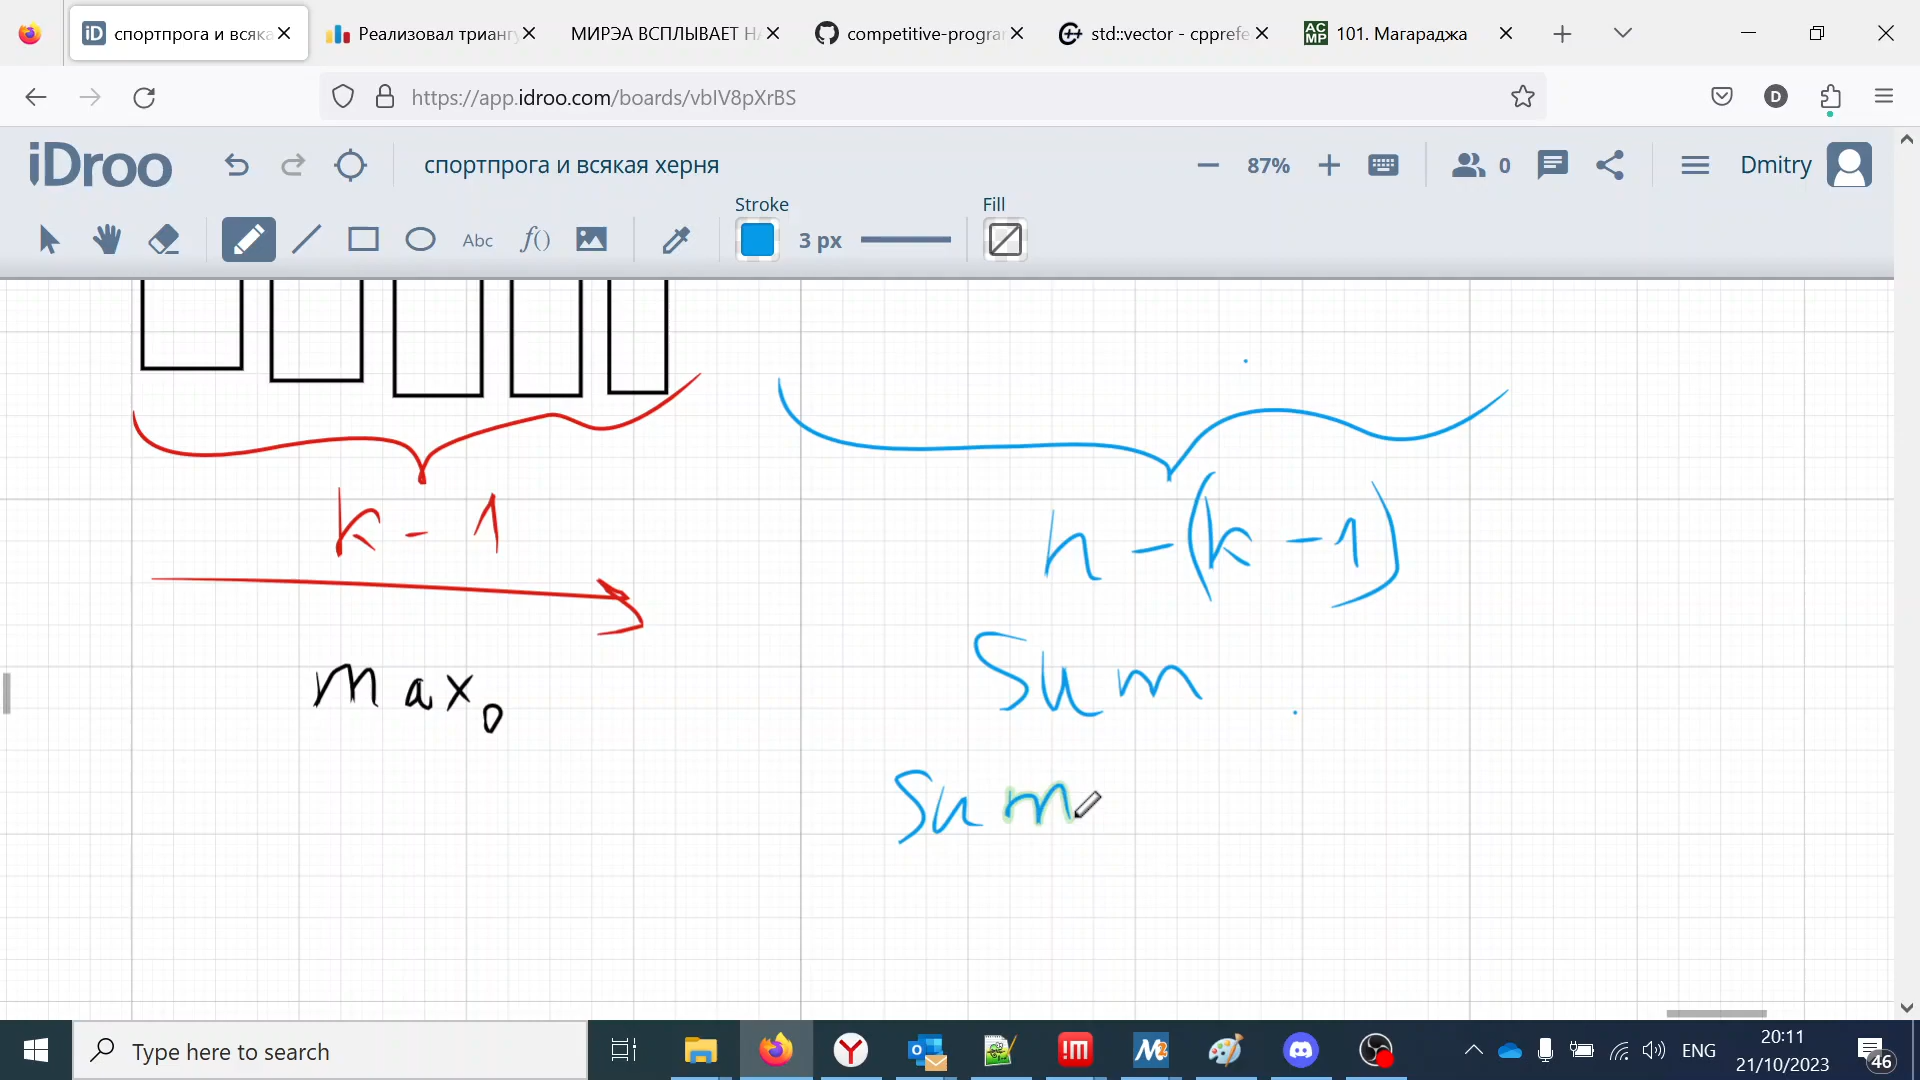 спортпрога и всяка
Реализовал триангу
МИРЭА ВСПЛЫВАЕТ НА
competitive-progra
std::vector - cpprefe
101. Магараджа
https://app.idroo.com/boards/vbIV8pXrBS
D
iDroo
спортпрога и всякая херня
87%
0
Dmitry
Abc
f()
Stroke
3 px
Fill
k - 1
n - (k - 1)
max0
Sum
Sum
Type here to search
ENG
20:11
21/10/2023
46